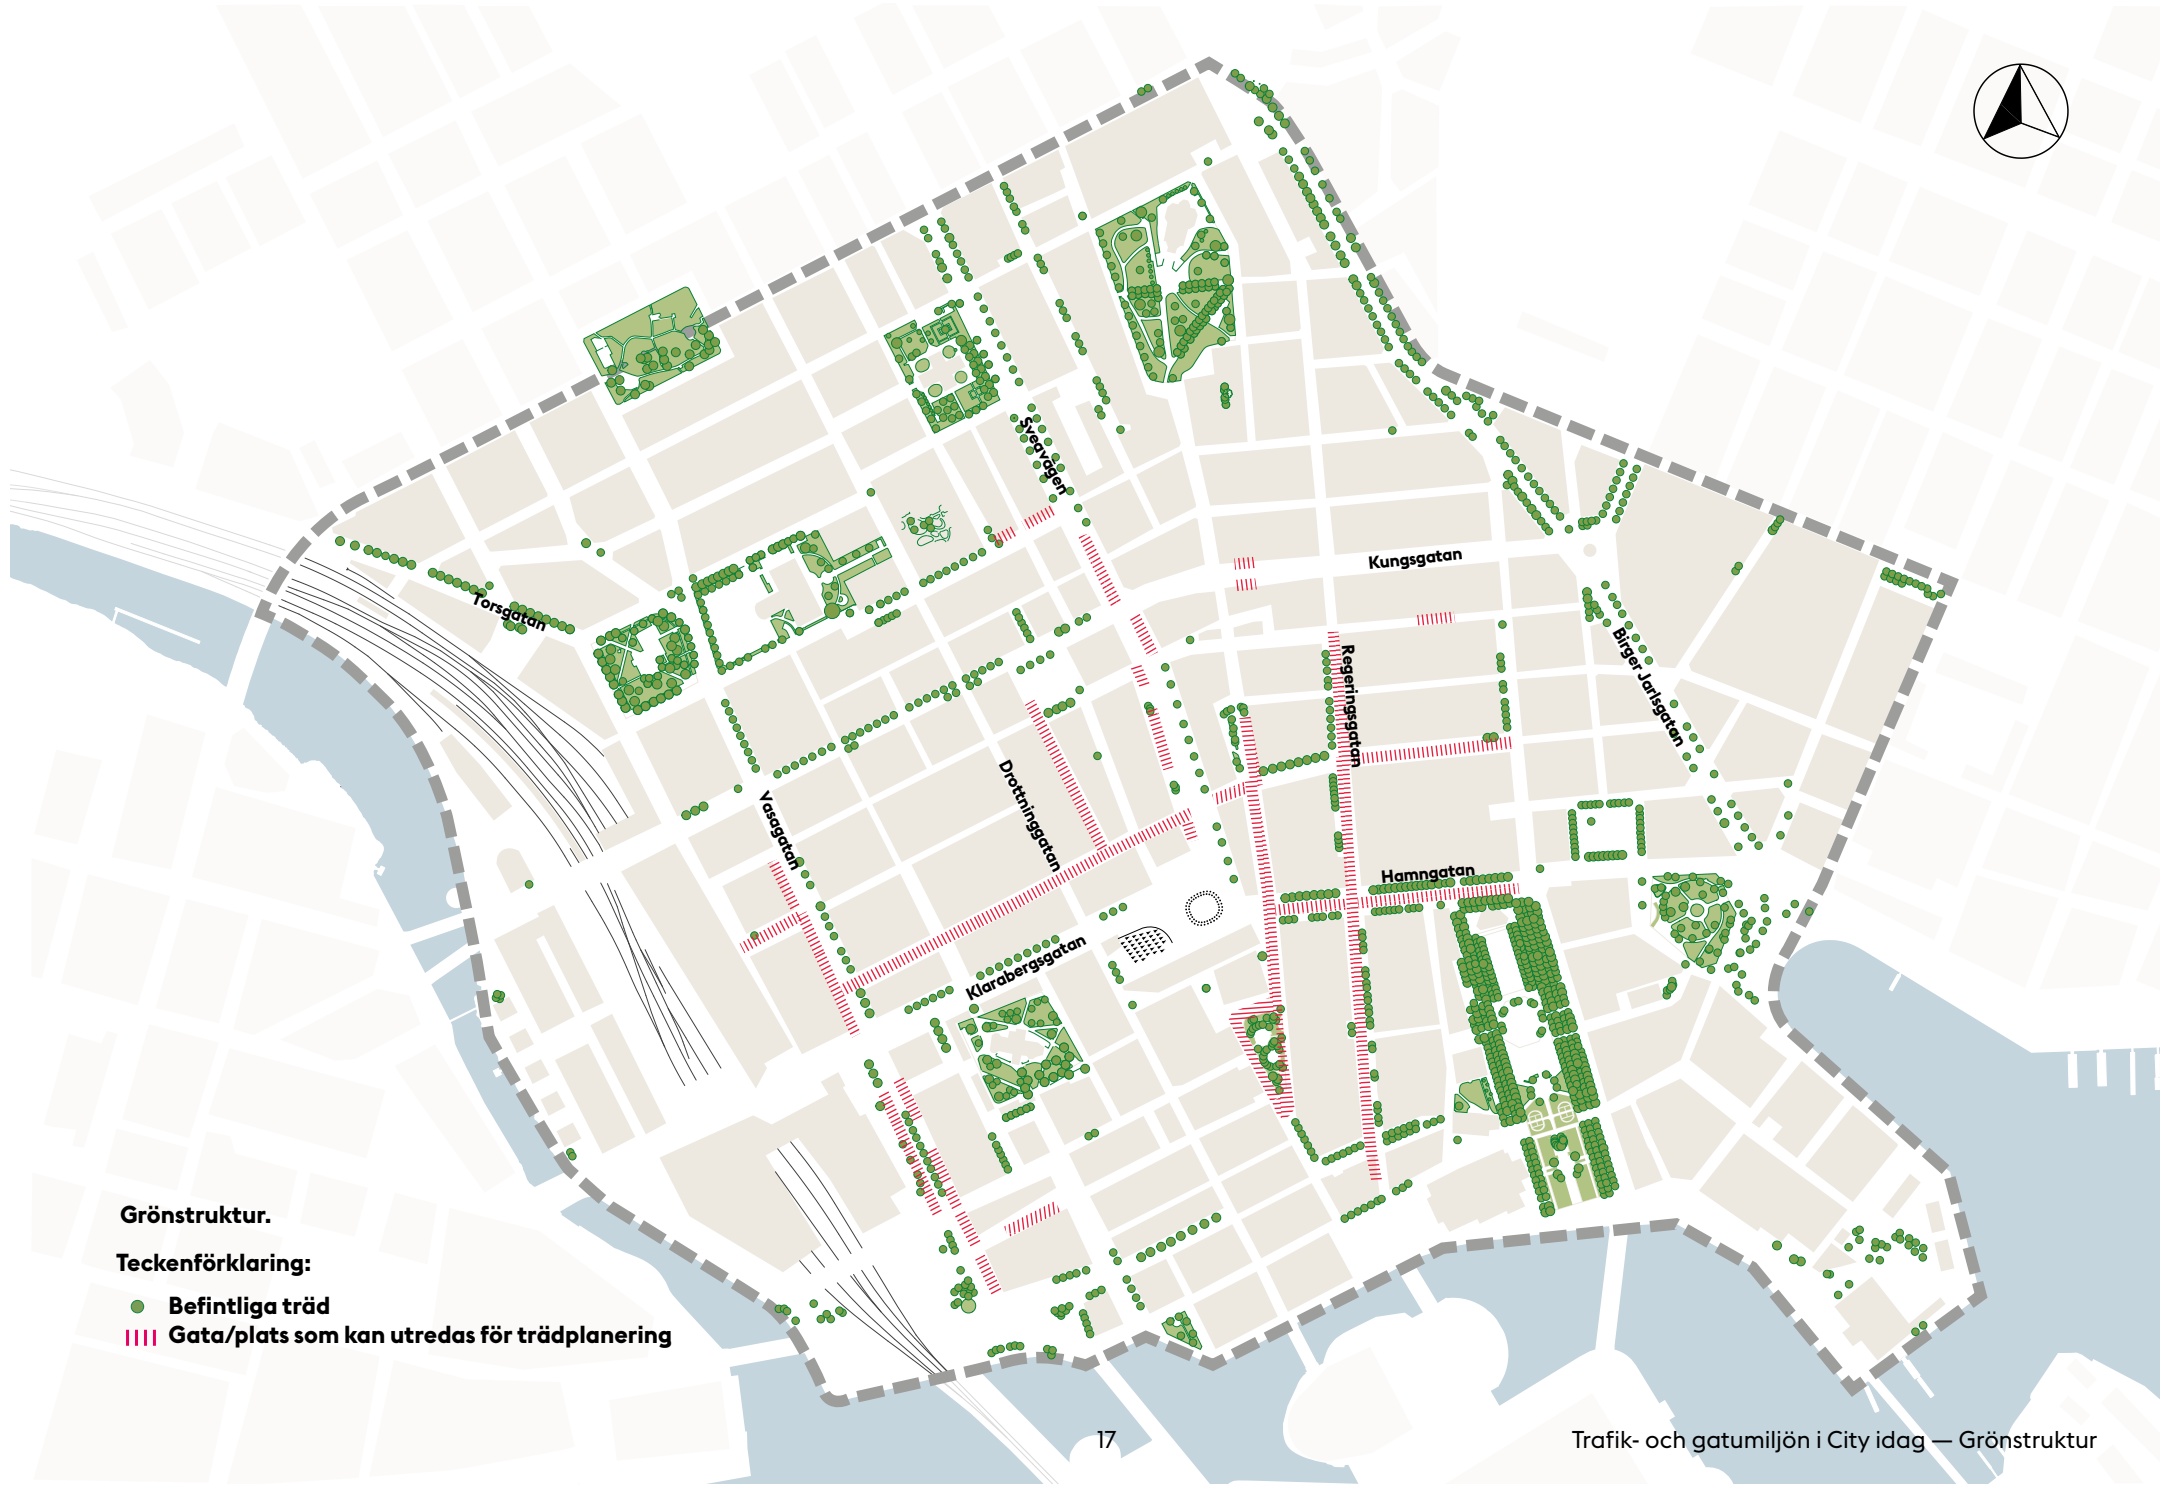 Sveavägen
Kungsgatan
Torsgatan
Birger Jarlsgatan
Regeringsgatan
Drottninggatan
Vasagatan
Hamngatan
Klarabergsgatan
Grönstruktur.
Teckenförklaring:
Befintliga träd
Gata/plats som kan utredas för trädplanering
17
Trafik- och gatumiljön i City idag — Grönstruktur